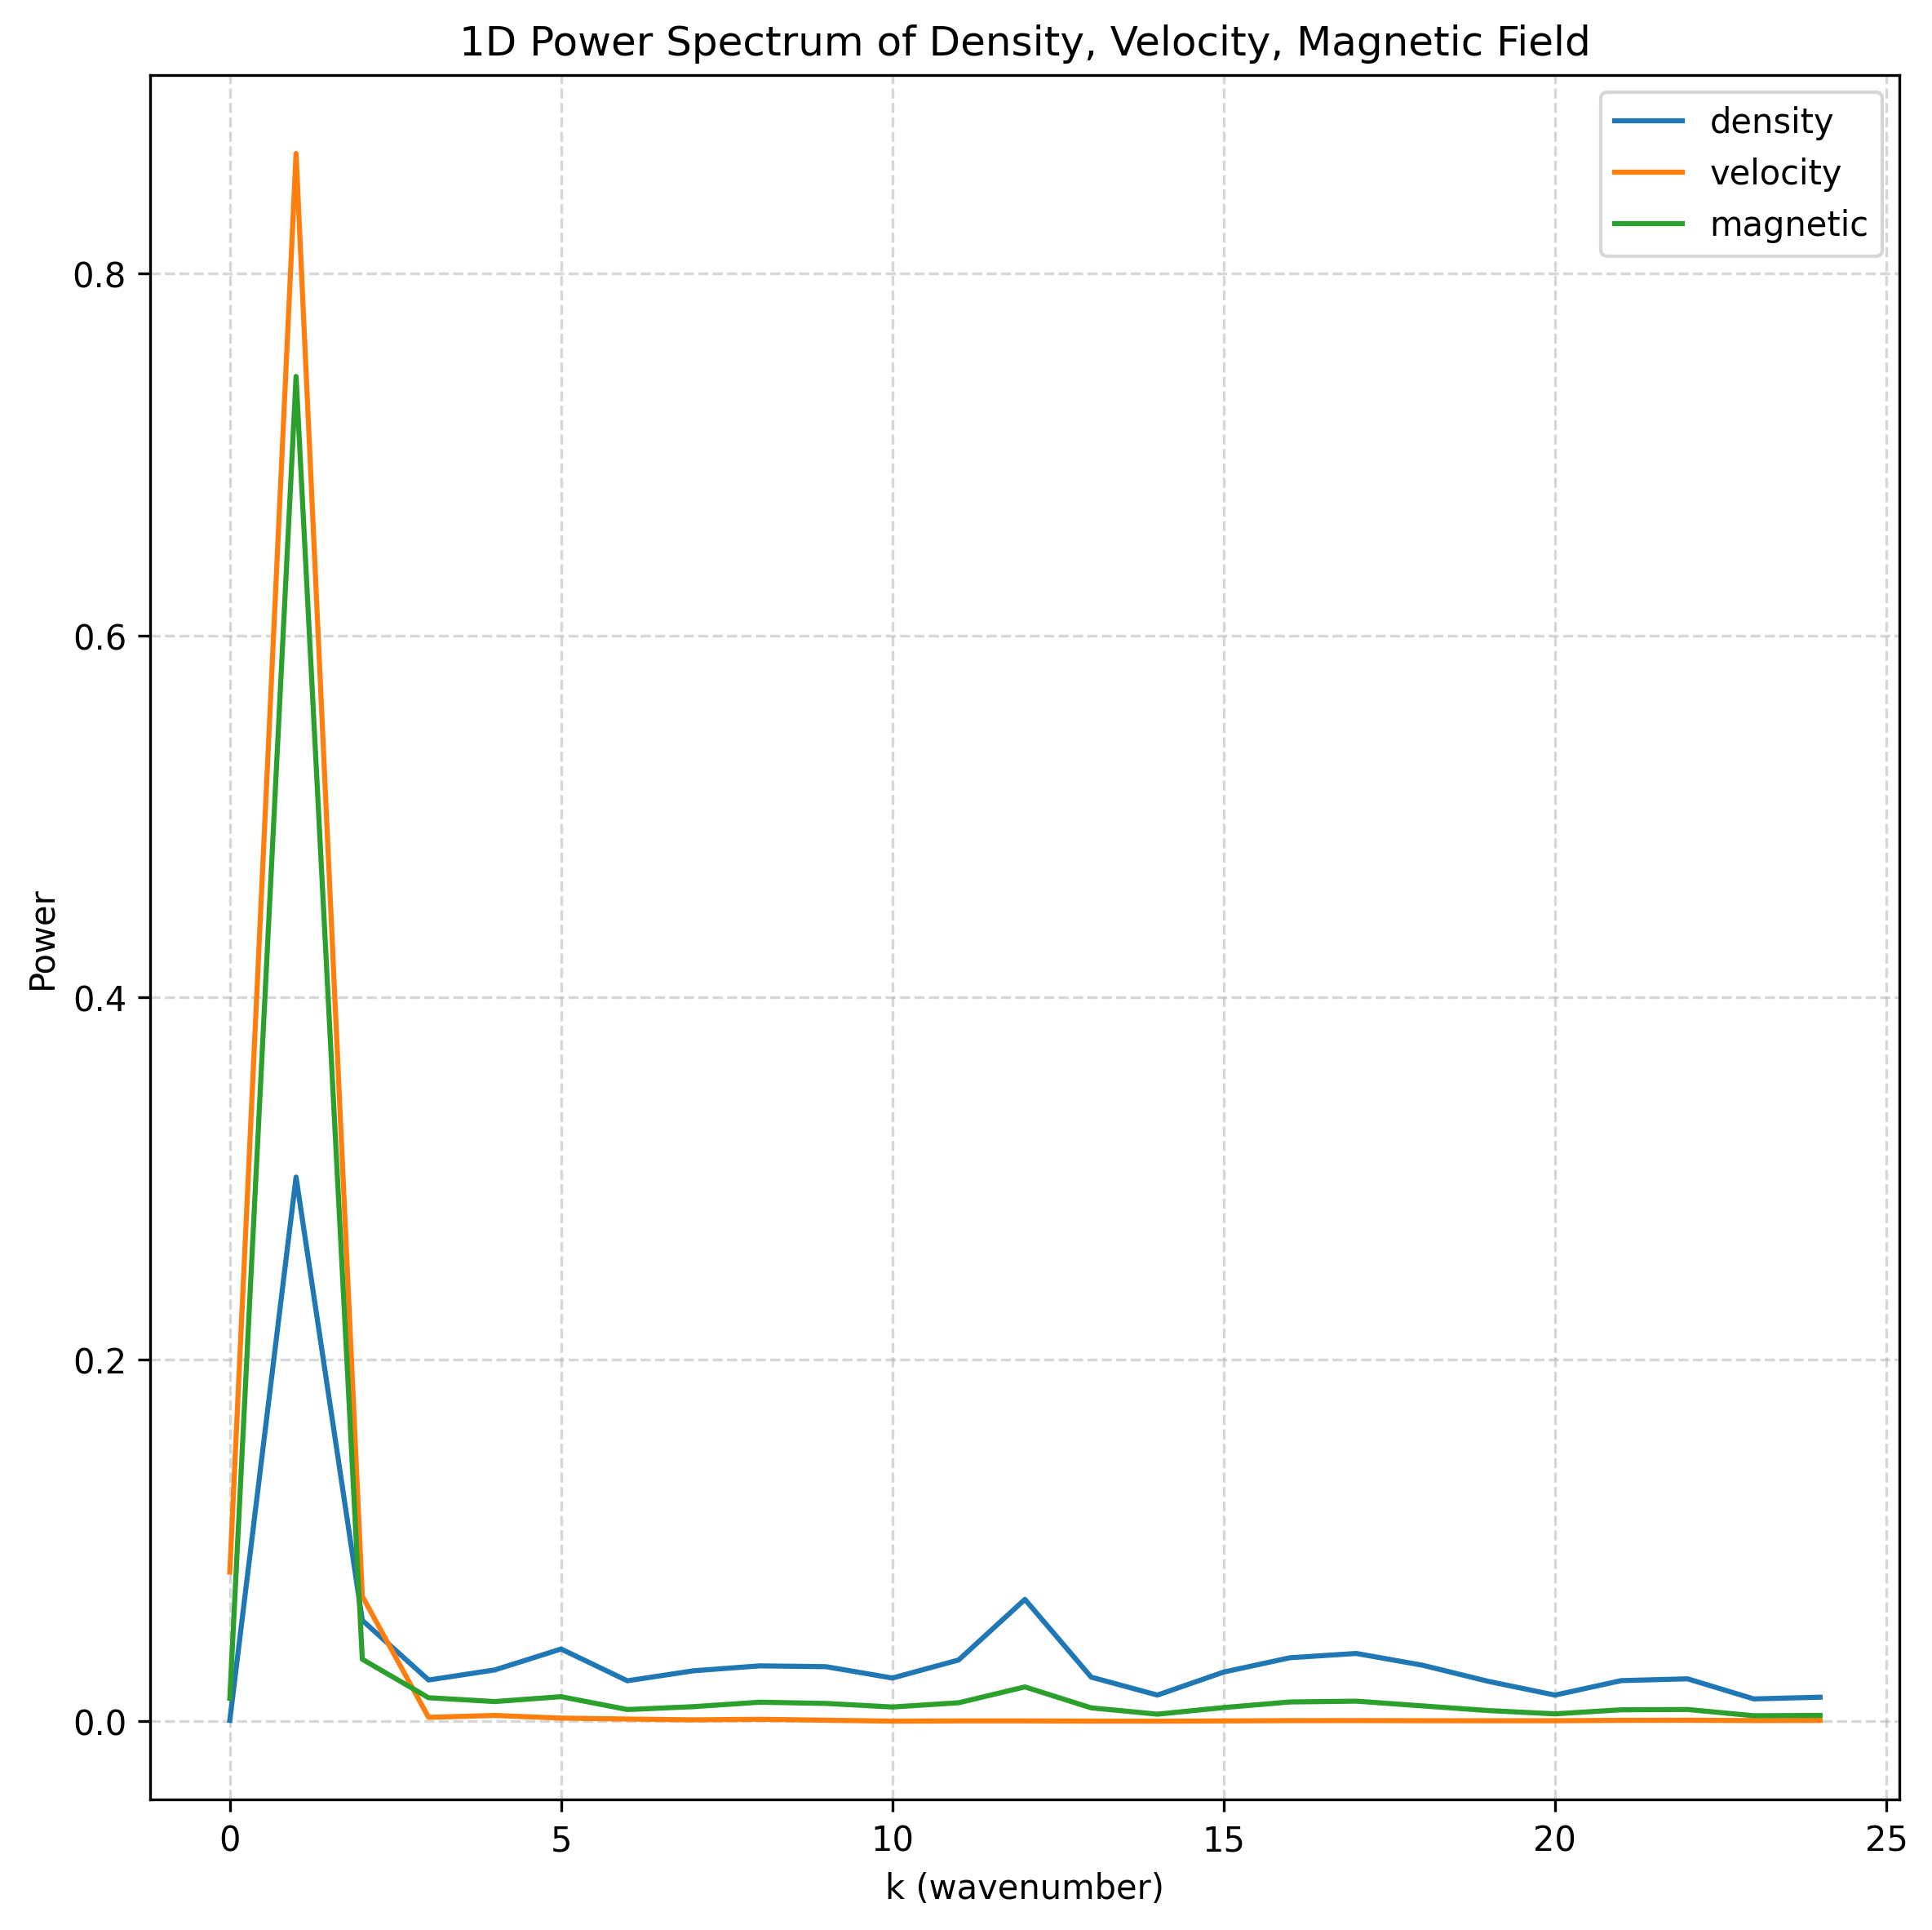 1D Power Spectrum of Density, Velocity, Magnetic Field
density
velocity
magnetic
0.8
0.6
0.4
0.2
0.0
Power
0 5 10 15 20 25
k (wavenumber)